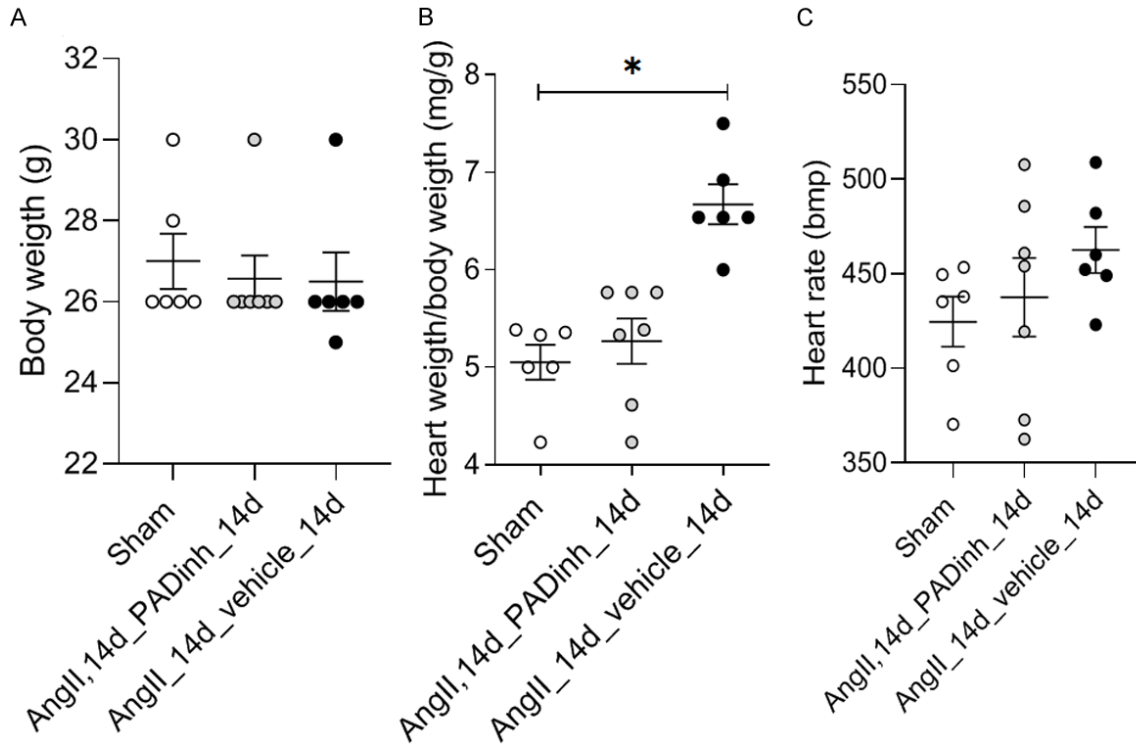 A
Body weigth (g)
32
30
28
26
24
22
Sham
AngII,14d_PADinh_14d
AngII_14d_vehicle_14d
B
Heart weigth/body weigth (mg/g)
8
7
6
5
4
*
Sham
AngII,14d_PADinh_14d
AngII_14d_vehicle_14d
C
Heart rate (bmp)
550
500
450
400
350
Sham
AngII,14d_PADinh_14d
AngII_14d_vehicle_14d